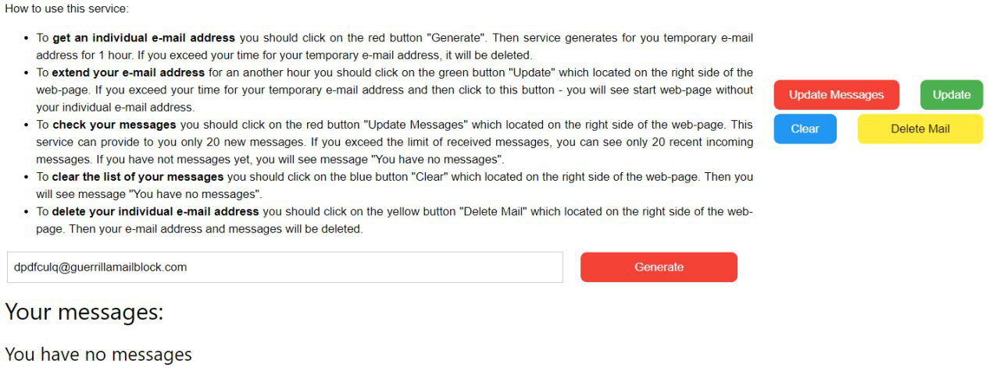 How to use this service:
• To get an individual e-mail address you should click on the red button "Generate". Then service generates for you temporary e-mail
address for 1 hour. If you exceed your time for your temporary e-mail address, it will be deleted.
• To extend your e-mail address for an another hour you should click on the green button "Update" which located on the right side of the
web-page. If you exceed your time for your temporary e-mail address and then click to this button - you will see start web-page without
your individual e-mail address.
• To check your messages you should click on the red button "Update Messages" which located on the right side of the web-page. This
service can provide to you only 20 new messages. If you exceed the limit of received messages, you can see only 20 recent incoming
messages. If you have not messages yet, you will see message "You have no messages".
• To clear the list of your messages you should click on the blue button "Clear" which located on the right side of the web-page. Then you
will see message "You have no messages".
• To delete your individual e-mail address you should click on the yellow button "Delete Mail" which located on the right side of the web-
page. Then your e-mail address and messages will be deleted.
Update Messages Update
Clear Delete Mail
dpdfculq@guerrillamailblock.com Generate
Your messages:
You have no messages